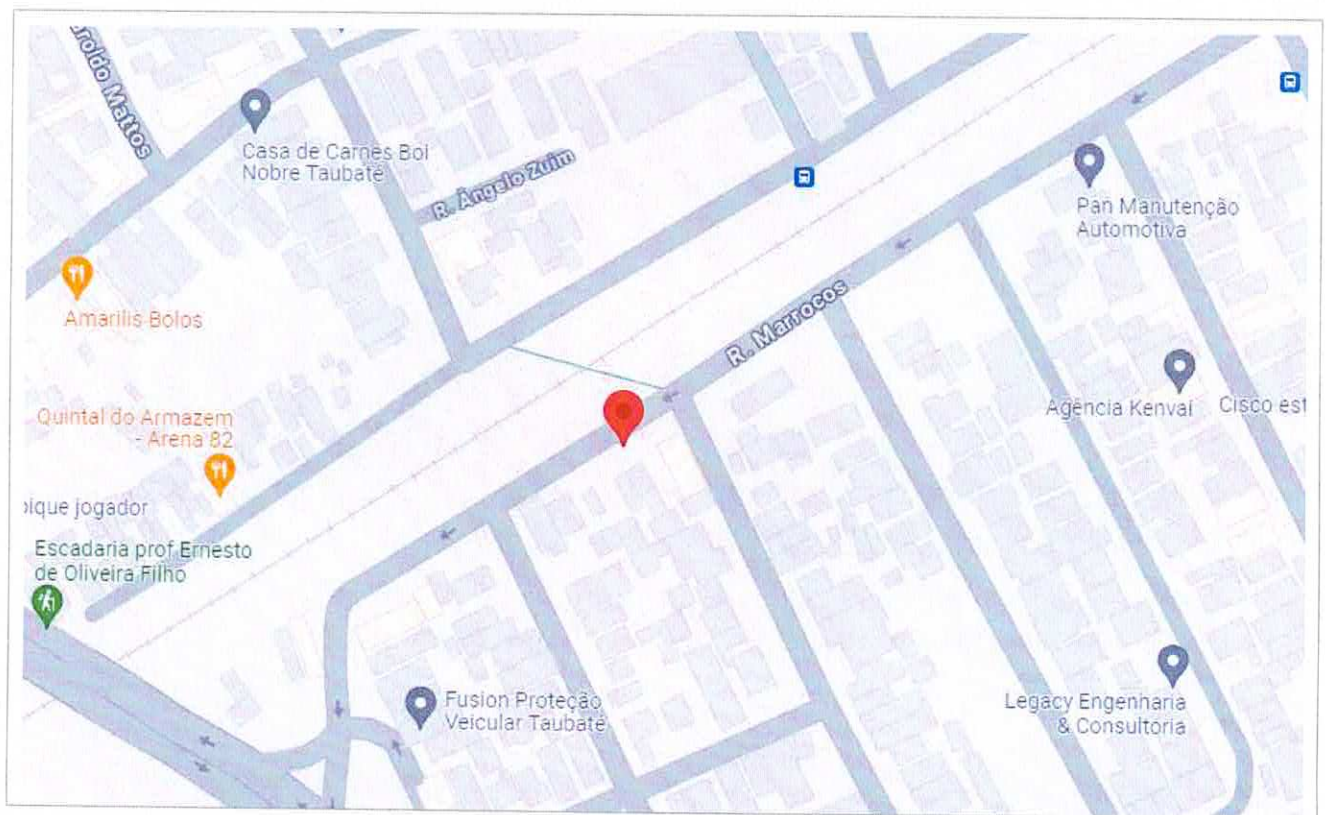 aroldo Mattos
Casa de Carnes Boi
Nobre Taubaté
R. Ângelo Zuim
Pan Manutenção
Automotiva
Amarilis Bolos
R. Marrocos
Agência Kenvai
Cisco est
Quintal do Armazem
- Arena 82
pique jogador
Escadaria prof Ernesto
de Oliveira Filho
Fusion Proteção
Veicular Taubaté
Legacy Engenharia
& Consultoria